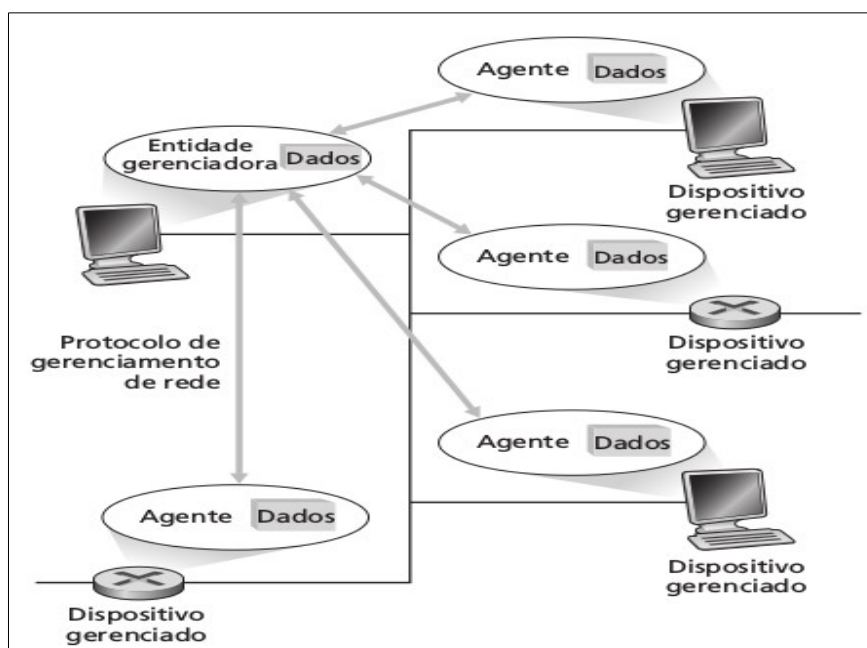 Agente Dados
Dispositivo
gerenciado
Entidade
gerenciadora Dados
Agente Dados
Dispositivo
gerenciado
Protocolo de
gerenciamento
de rede
Agente Dados
Dispositivo
gerenciado
Agente Dados
Dispositivo
gerenciado